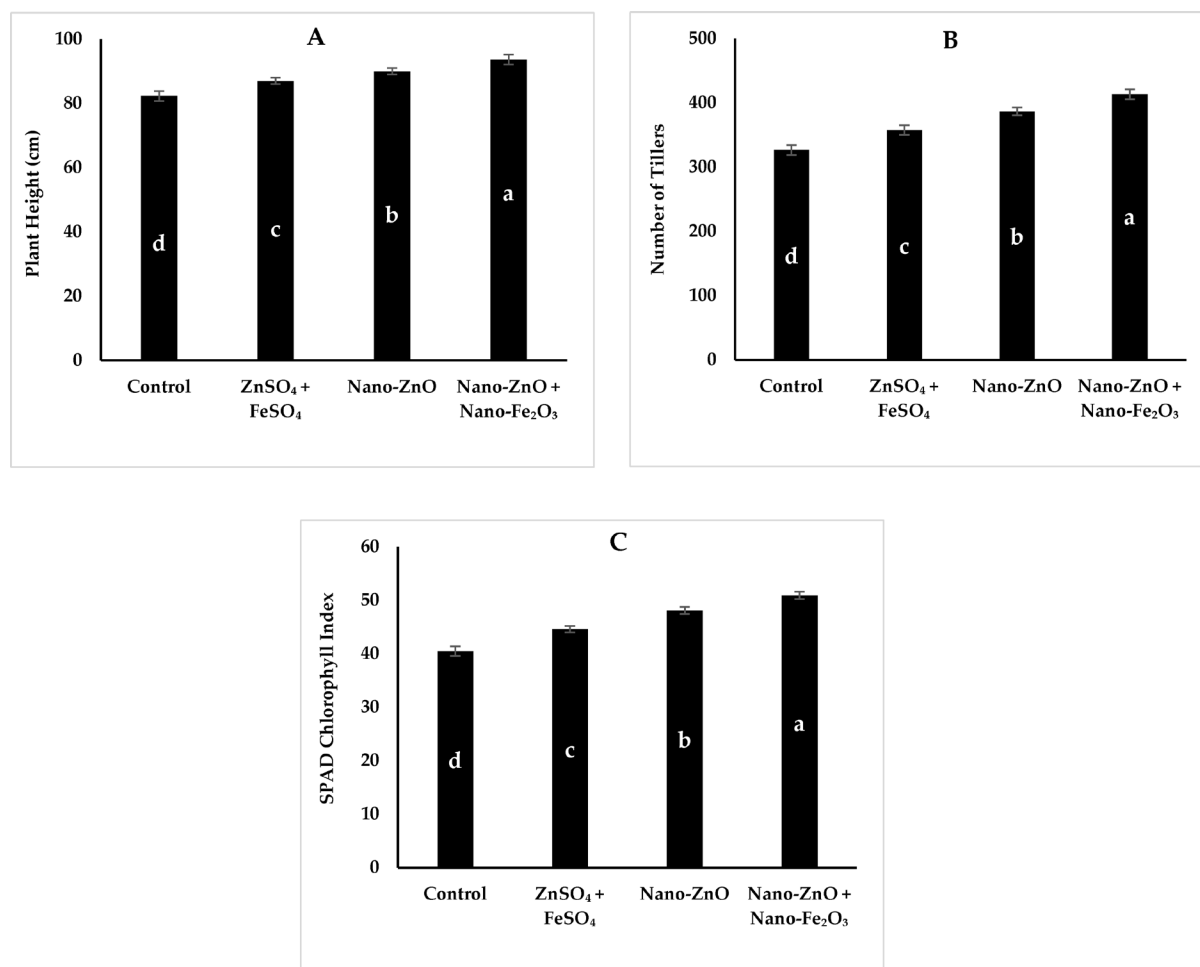 A
Plant Height (cm)
100
80
60
40
20
0
d
c
b
a
Control
ZnSO₄ +
FeSO₄
Nano-ZnO
Nano-ZnO +
Nano-Fe₂O₃
B
Number of Tillers
500
400
300
200
100
0
d
c
b
a
Control
ZnSO₄ +
FeSO₄
Nano-ZnO
Nano-ZnO +
Nano-Fe₂O₃
C
SPAD Chlorophyll Index
60
50
40
30
20
10
0
d
c
b
a
Control
ZnSO₄ +
FeSO₄
Nano-ZnO
Nano-ZnO +
Nano-Fe₂O₃